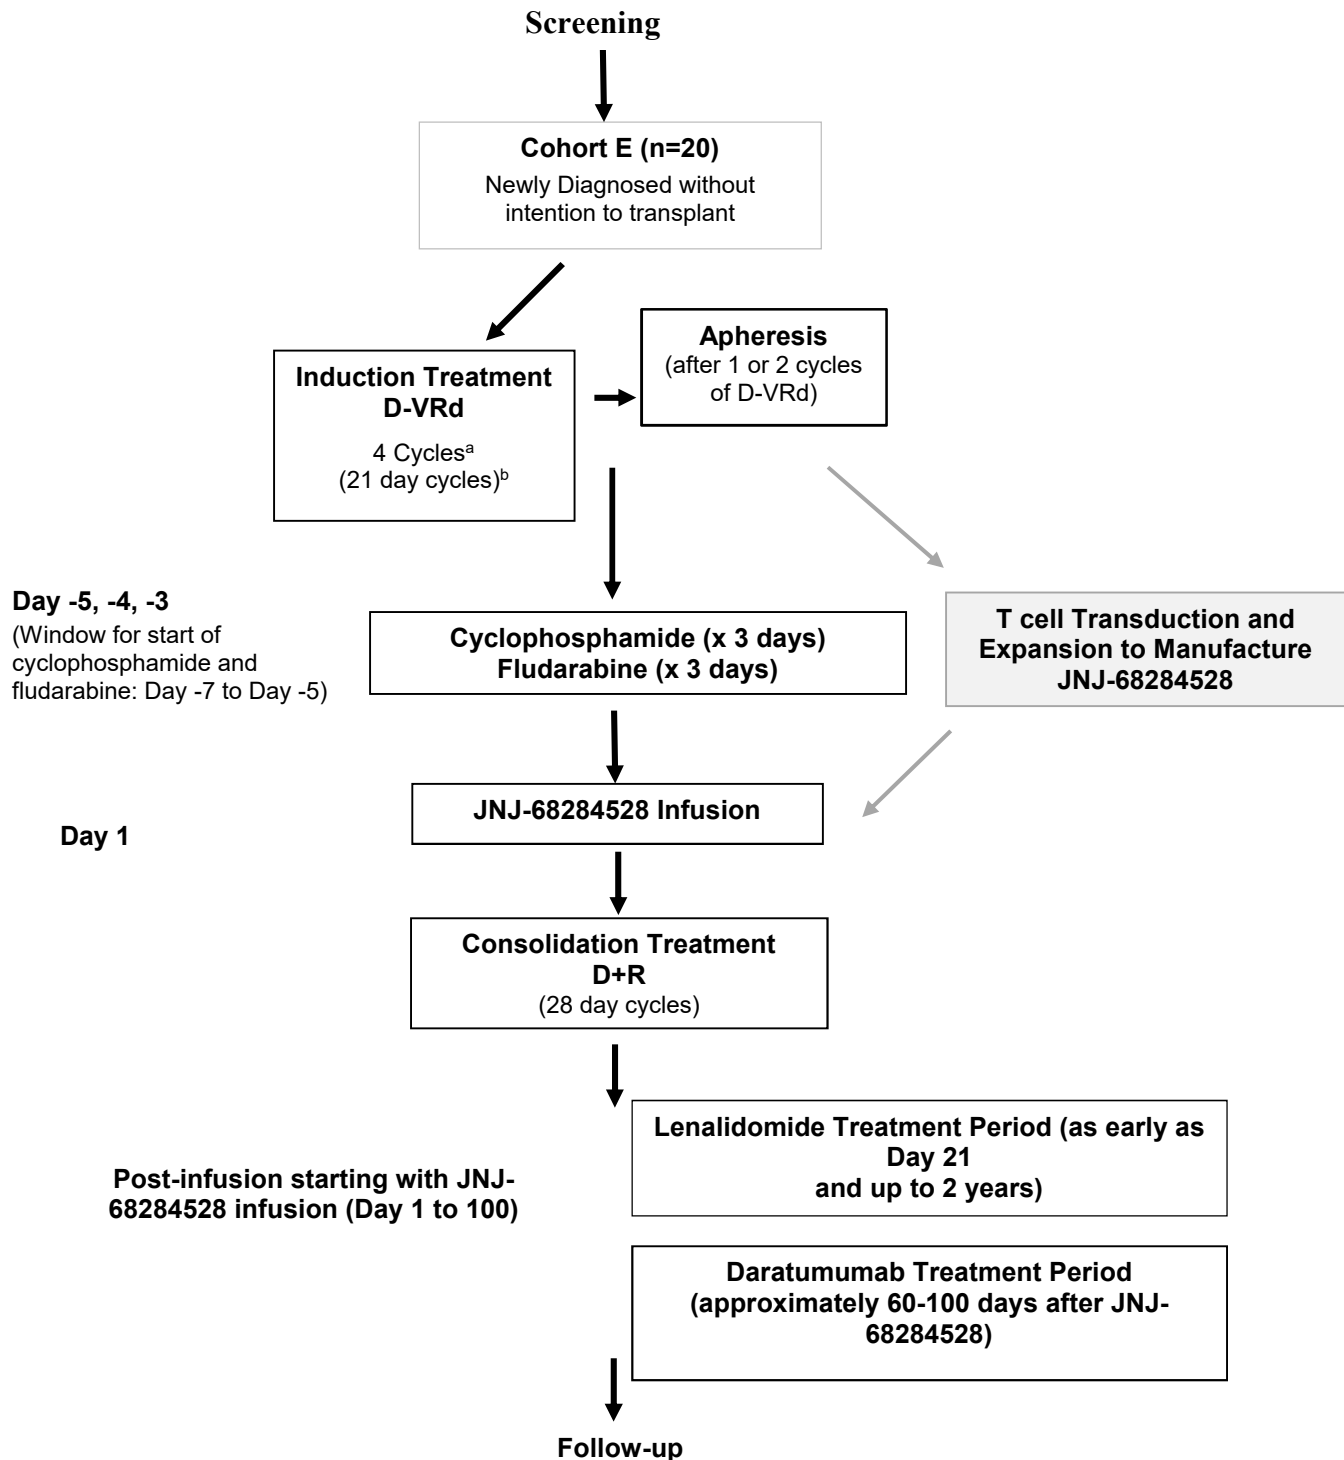 Screening
Cohort E (n=20)
Newly Diagnosed without
intention to transplant
Induction Treatment
D-VRd
4 Cyclesᵃ
(21 day cycles)ᵇ
Apheresis
(after 1 or 2 cycles
of D-VRd)
Day -5, -4, -3
(Window for start of
cyclophosphamide and
fludarabine: Day -7 to Day -5)
Cyclophosphamide (x 3 days)
Fludarabine (x 3 days)
T cell Transduction and
Expansion to Manufacture
JNJ-68284528
Day 1
JNJ-68284528 Infusion
Consolidation Treatment
D+R
(28 day cycles)
Post-infusion starting with JNJ-
68284528 infusion (Day 1 to 100)
Lenalidomide Treatment Period (as early as
Day 21
and up to 2 years)
Daratumumab Treatment Period
(approximately 60-100 days after JNJ-
68284528)
Follow-up